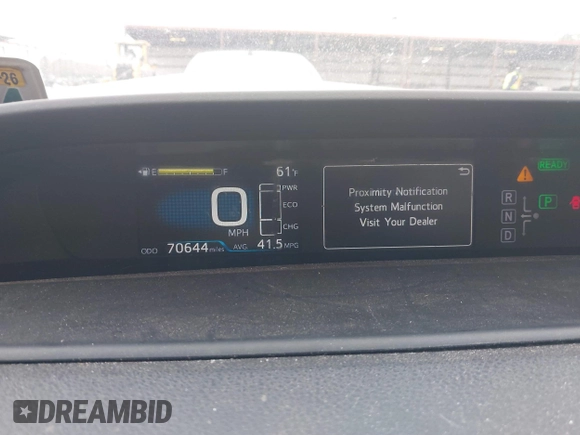 26
E F
61°F
PWR
ECO
CHG
0
MPH
ODO 70644 miles AVG 41.5 MPG
Proximity Notification
System Malfunction
Visit Your Dealer
READY
R
N
D
P
DREAMBID